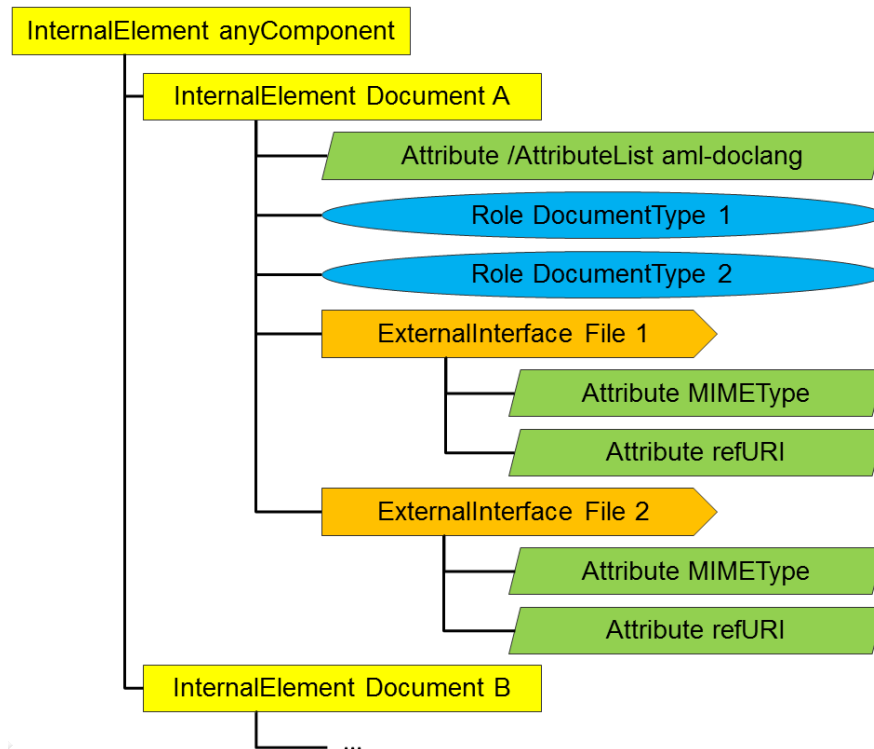 InternalElement anyComponent
InternalElement Document A
Attribute /AttributeList aml-doclang
Role DocumentType 1
Role DocumentType 2
ExternalInterface File 1
Attribute MIMEType
Attribute refURI
ExternalInterface File 2
Attribute MIMEType
Attribute refURI
InternalElement Document B
...